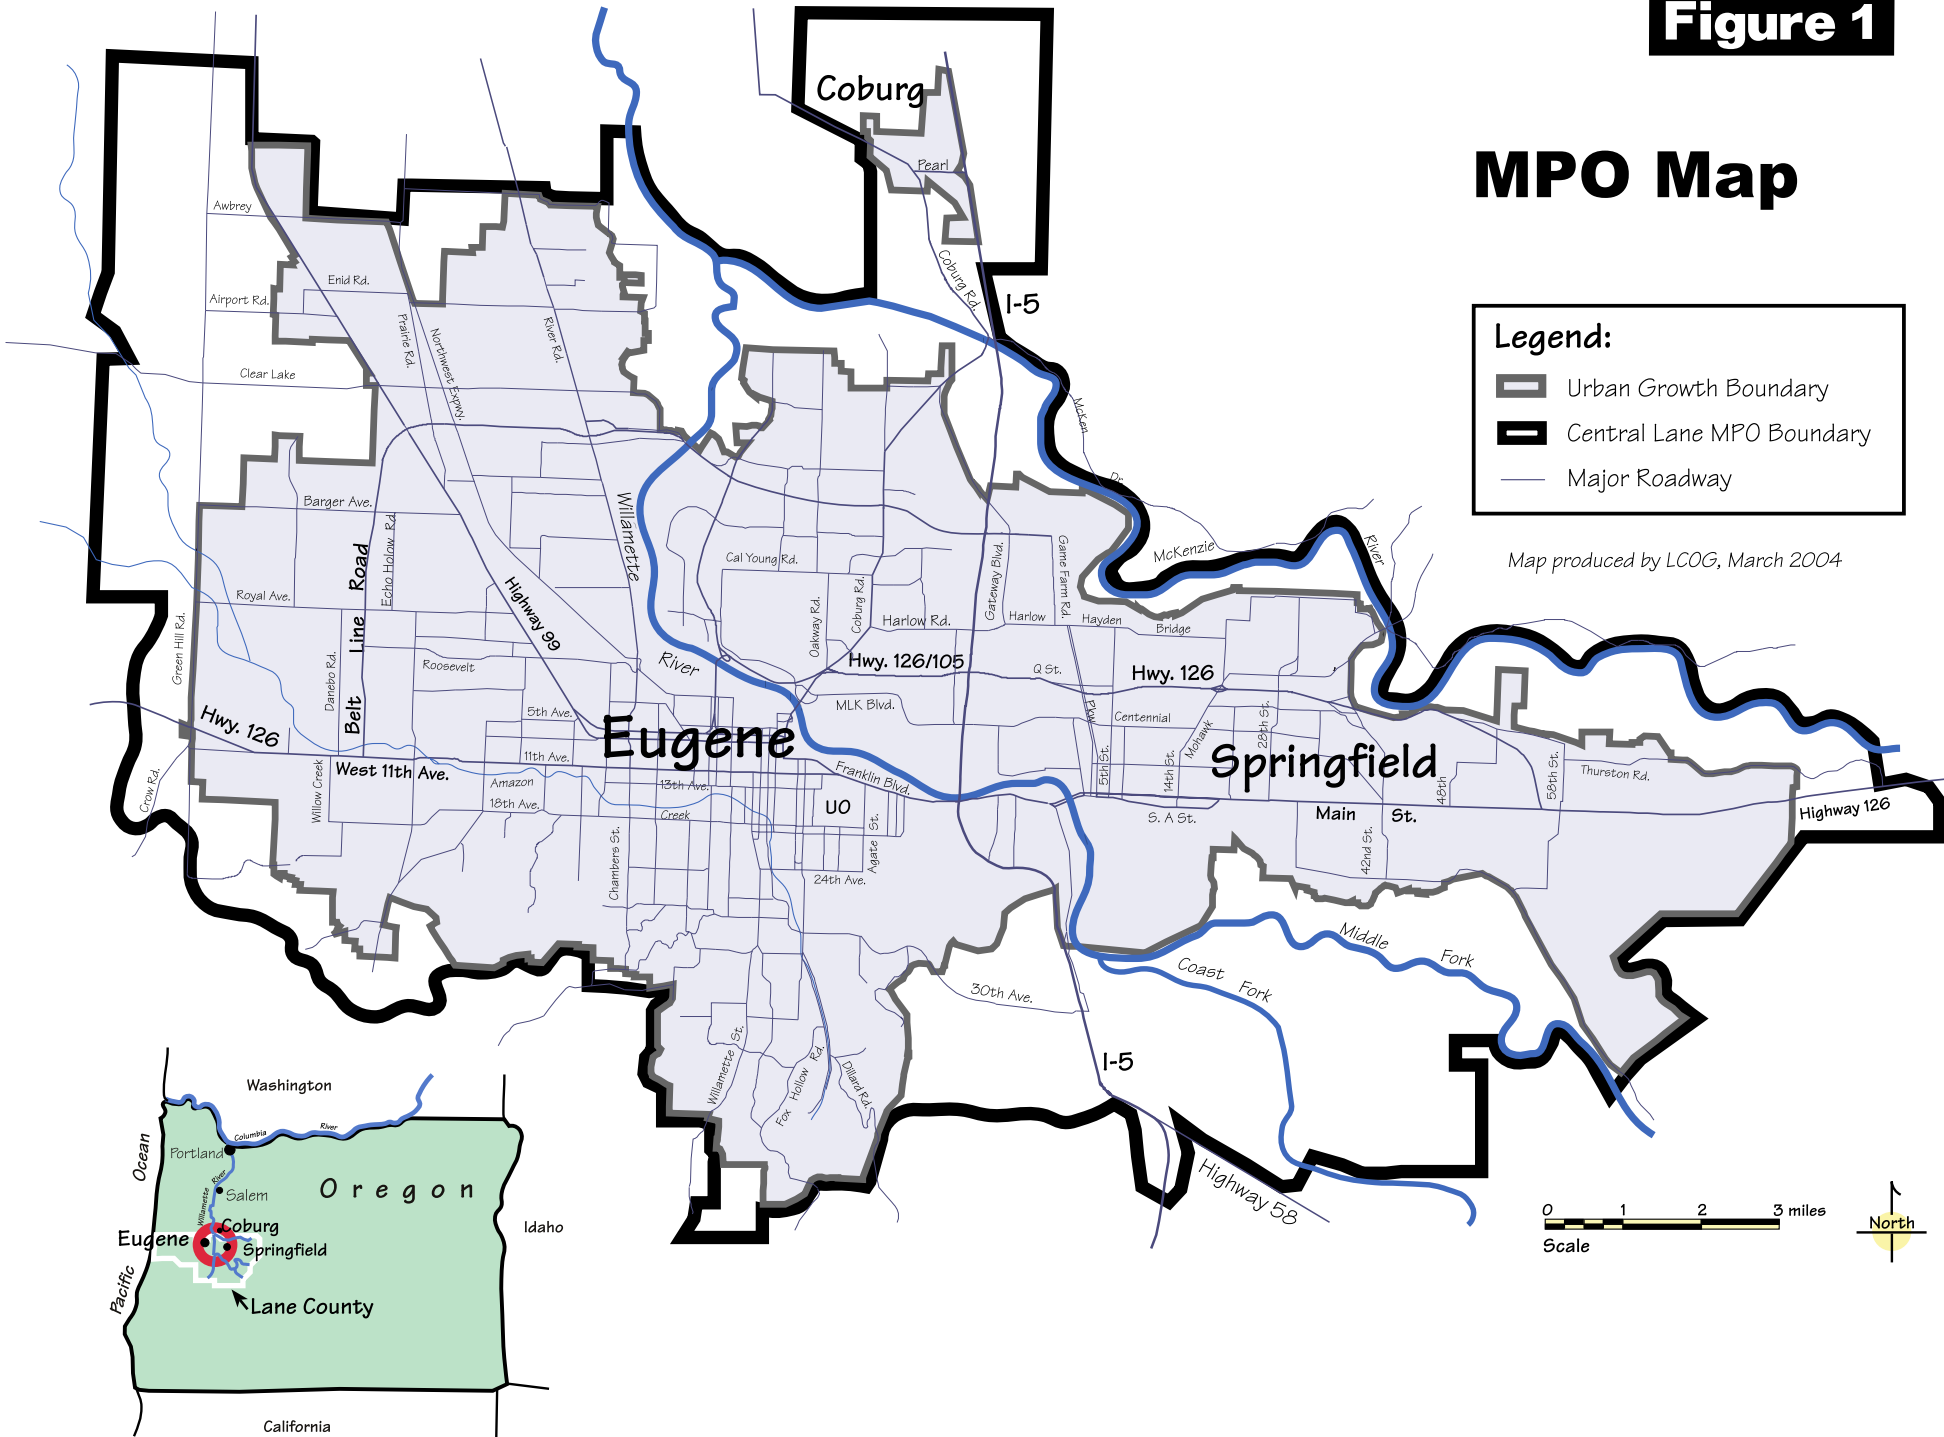 Figure 1
MPO Map
Coburg
Pearl
Coburg Rd.
I-5
Legend:
Urban Growth Boundary
Central Lane MPO Boundary
Major Roadway
Map produced by LCOG, March 2004
Awbrey
Enid Rd.
Airport Rd.
Prairie Rd.
Northwest Expwy.
River Rd.
Clear Lake
McKen
Dr.
McKenzie
River
Barger Ave.
Echo Hollow Rd.
Belt Line Road
Highway 99
Willamette
River
Cal Young Rd.
Oakway Rd.
Coburg Rd.
Gateway Blvd.
Game Farm Rd.
Harlow Rd.
Harlow
Hayden
Bridge
Royal Ave.
Green Hill Rd.
Danebo Rd.
Roosevelt
Hwy. 126/105
Q St.
Hwy. 126
Hwy. 126
5th Ave.
MLK Blvd.
Pkwy
Centennial
Mohawk
28th St.
Eugene
Springfield
11th Ave.
West 11th Ave.
Franklin Blvd.
5th St.
14th St.
48th
58th St.
Thurston Rd.
Crow Rd.
Willow Creek
Amazon
13th Ave.
18th Ave.
Creek
UO
Agate St.
S. A St.
Main St.
42nd St.
Highway 126
Chambers St.
24th Ave.
Middle Fork
Coast Fork
30th Ave.
I-5
Willamette St.
Fox Hollow Rd.
Dillard Rd.
Highway 58
Washington
Columbia River
Portland
Ocean
Willamette River
Salem
Oregon
Coburg
Eugene
Springfield
Idaho
Pacific
Lane County
California
0 1 2 3 miles
Scale
North